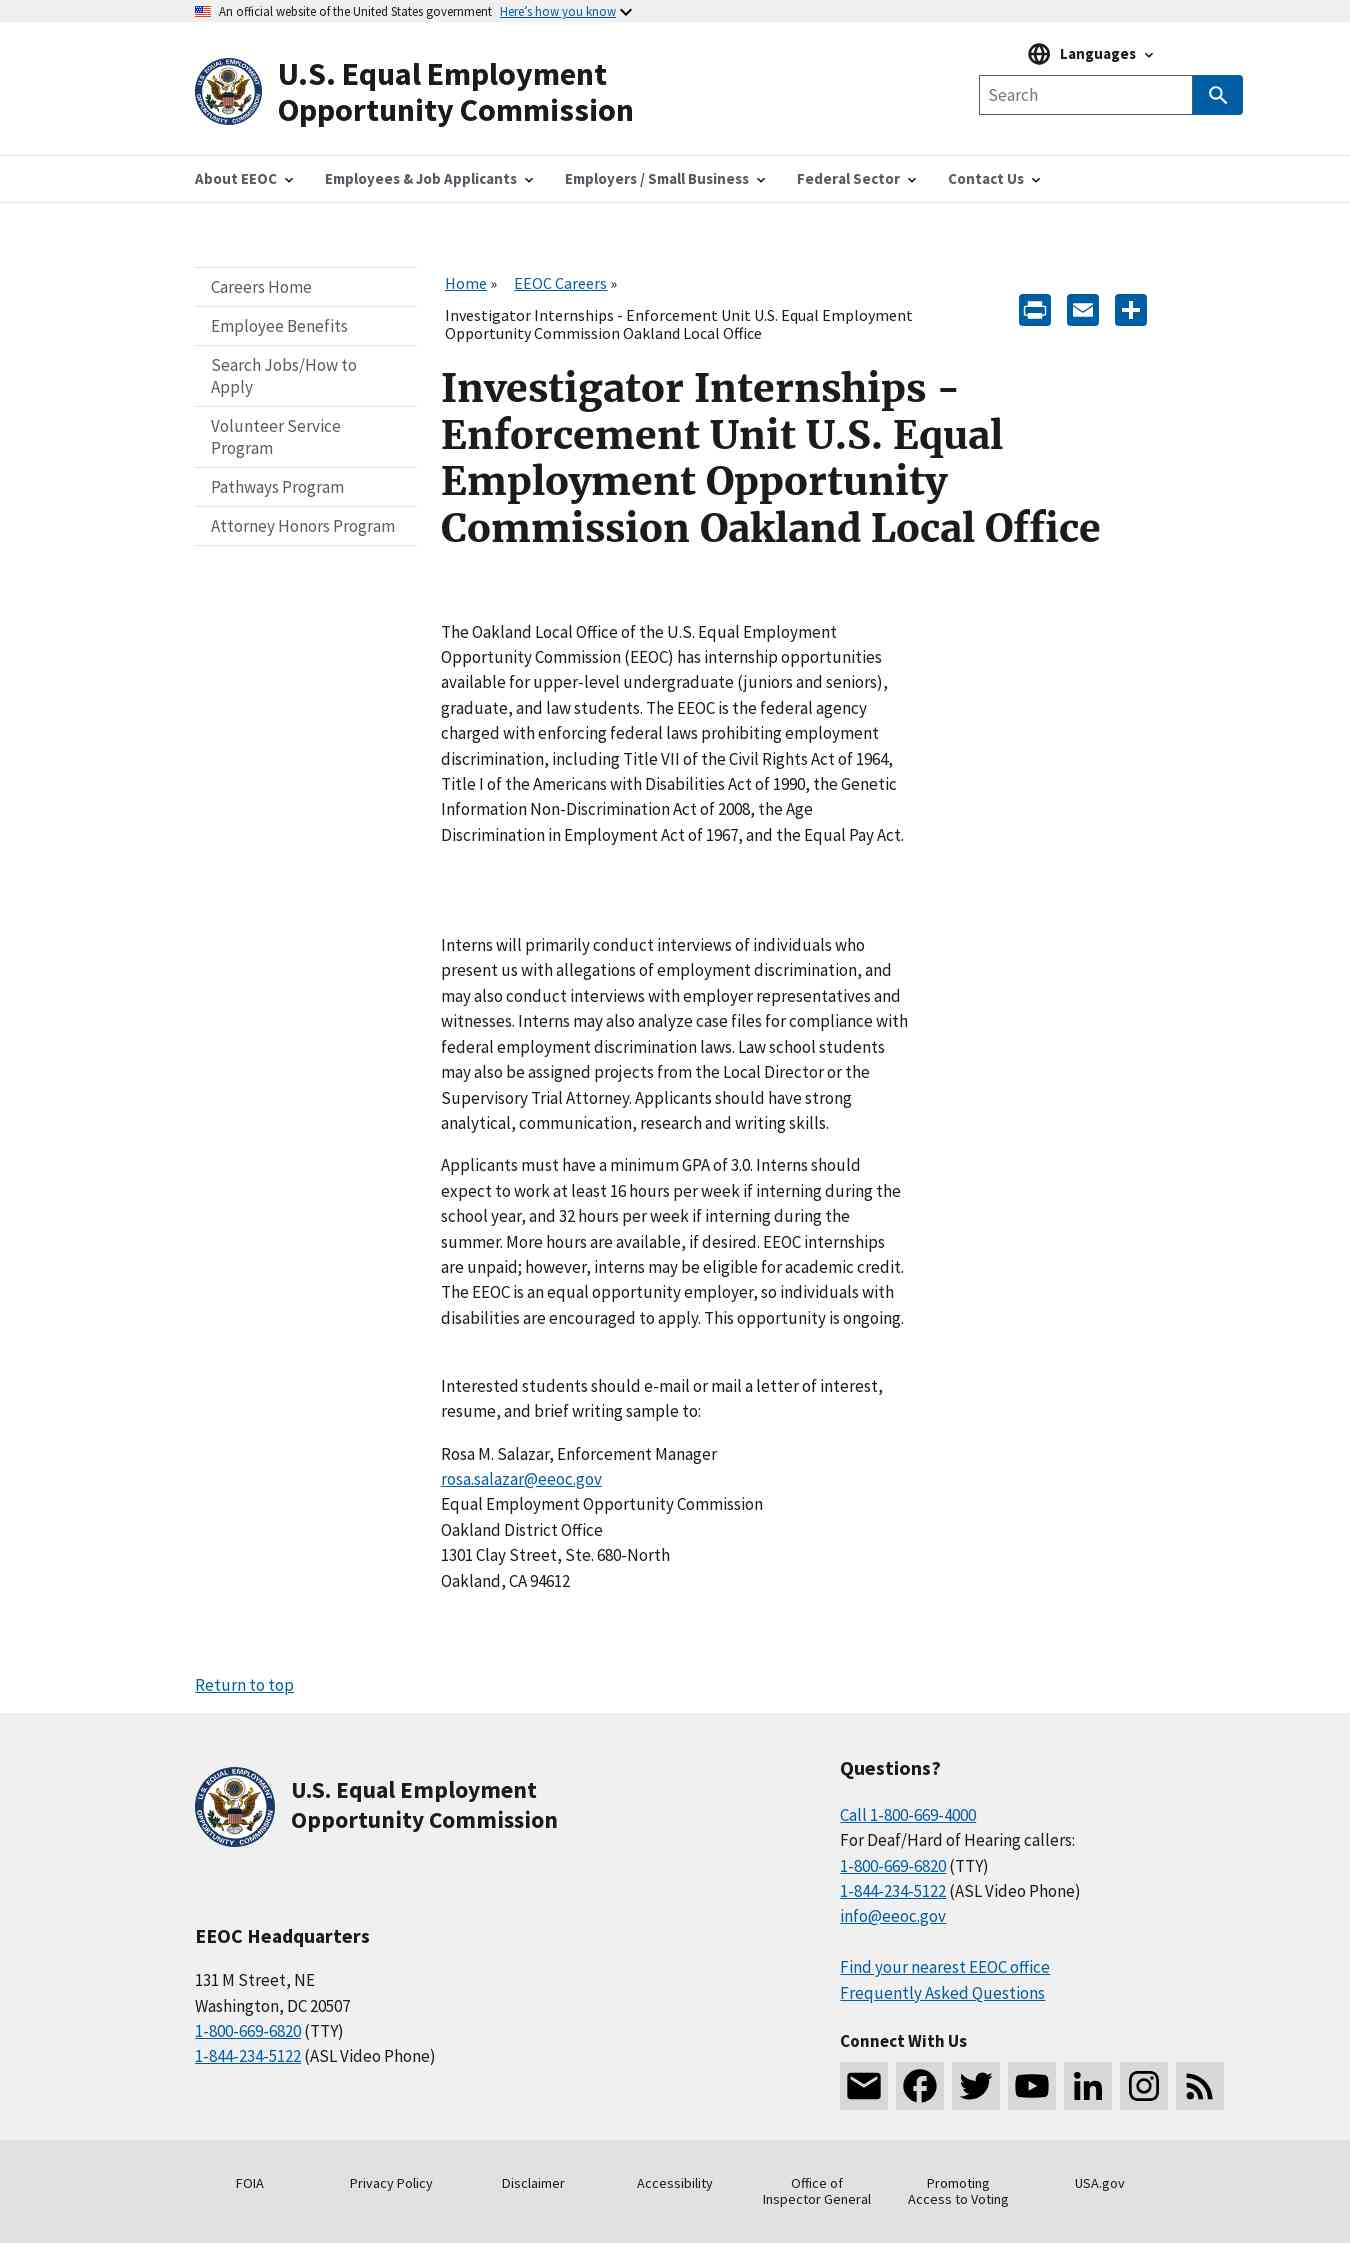 An official website of the United States government Here’s how you know
U.S. Equal Employment
Opportunity Commission
Languages
Search
About EEOC
Employees & Job Applicants
Employers / Small Business
Federal Sector
Contact Us
Careers Home
Employee Benefits
Search Jobs/How to
Apply
Volunteer Service
Program
Pathways Program
Attorney Honors Program
Home » EEOC Careers »
Investigator Internships - Enforcement Unit U.S. Equal Employment
Opportunity Commission Oakland Local Office
Investigator Internships -
Enforcement Unit U.S. Equal
Employment Opportunity
Commission Oakland Local Office
The Oakland Local Office of the U.S. Equal Employment
Opportunity Commission (EEOC) has internship opportunities
available for upper-level undergraduate (juniors and seniors),
graduate, and law students. The EEOC is the federal agency
charged with enforcing federal laws prohibiting employment
discrimination, including Title VII of the Civil Rights Act of 1964,
Title I of the Americans with Disabilities Act of 1990, the Genetic
Information Non-Discrimination Act of 2008, the Age
Discrimination in Employment Act of 1967, and the Equal Pay Act.
Interns will primarily conduct interviews of individuals who
present us with allegations of employment discrimination, and
may also conduct interviews with employer representatives and
witnesses. Interns may also analyze case files for compliance with
federal employment discrimination laws. Law school students
may also be assigned projects from the Local Director or the
Supervisory Trial Attorney. Applicants should have strong
analytical, communication, research and writing skills.
Applicants must have a minimum GPA of 3.0. Interns should
expect to work at least 16 hours per week if interning during the
school year, and 32 hours per week if interning during the
summer. More hours are available, if desired. EEOC internships
are unpaid; however, interns may be eligible for academic credit.
The EEOC is an equal opportunity employer, so individuals with
disabilities are encouraged to apply. This opportunity is ongoing.
Interested students should e-mail or mail a letter of interest,
resume, and brief writing sample to:
Rosa M. Salazar, Enforcement Manager
rosa.salazar@eeoc.gov
Equal Employment Opportunity Commission
Oakland District Office
1301 Clay Street, Ste. 680-North
Oakland, CA 94612
Return to top
U.S. Equal Employment
Opportunity Commission
EEOC Headquarters
131 M Street, NE
Washington, DC 20507
1-800-669-6820 (TTY)
1-844-234-5122 (ASL Video Phone)
Questions?
Call 1-800-669-4000
For Deaf/Hard of Hearing callers:
1-800-669-6820 (TTY)
1-844-234-5122 (ASL Video Phone)
info@eeoc.gov
Find your nearest EEOC office
Frequently Asked Questions
Connect With Us
FOIA
Privacy Policy
Disclaimer
Accessibility
Office of
Inspector General
Promoting
Access to Voting
USA.gov